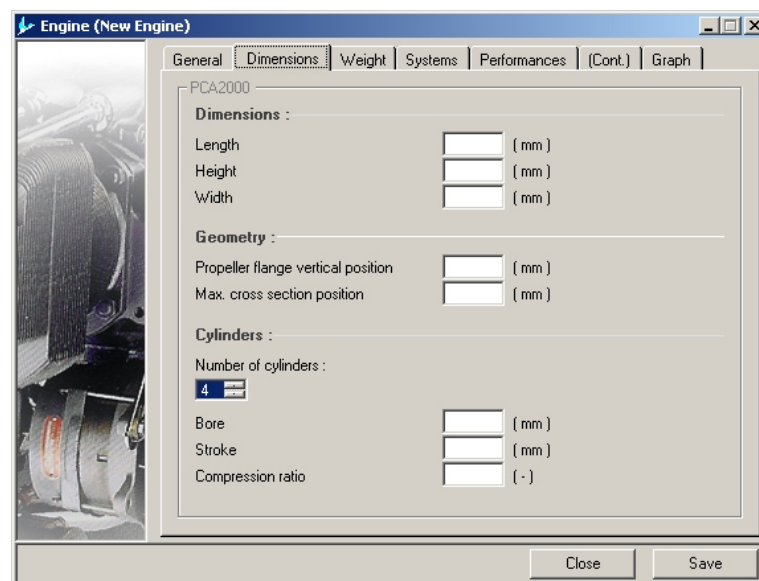 Engine (New Engine)
General Dimensions Weight Systems Performances (Cont.) Graph
PCA2000
Dimensions :
Length ( mm )
Height ( mm )
Width ( mm )
Geometry :
Propeller flange vertical position ( mm )
Max. cross section position ( mm )
Cylinders :
Number of cylinders :
4
Bore ( mm )
Stroke ( mm )
Compression ratio ( - )
Close Save